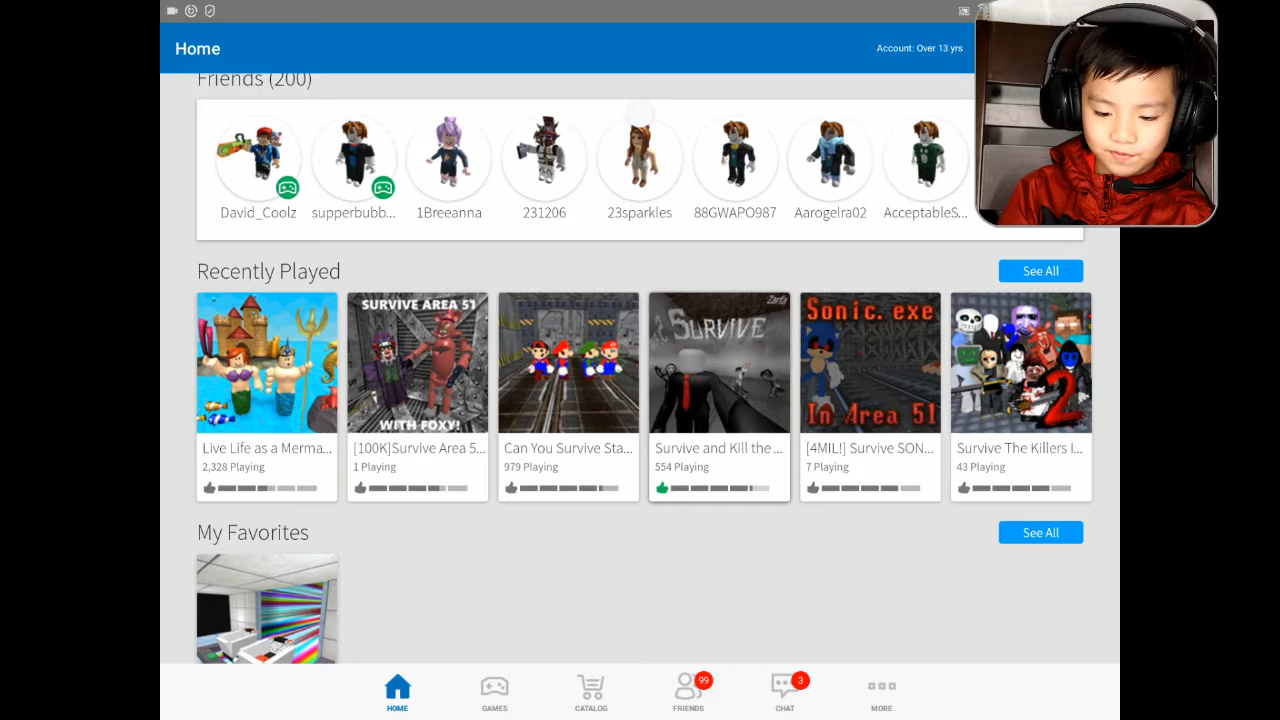 Home
Account: Over 13 yrs
Friends (200)
David_Coolz
supperbubb...
1Breeanna
231206
23sparkles
88GWAPO987
Aarogelra02
AcceptableS...
Recently Played
See All
SURVIVE AREA 51
WITH FOXY!
SURVIVE
Zarfa
Sonic.exe
In Area 51
2
Live Life as a Merma...
[100K]Survive Area 5...
Can You Survive Sta...
Survive and Kill the ...
[4MIL!] Survive SON...
Survive The Killers I...
2,328 Playing
1 Playing
979 Playing
554 Playing
7 Playing
43 Playing
My Favorites
See All
99
3
HOME
GAMES
CATALOG
FRIENDS
CHAT
MORE